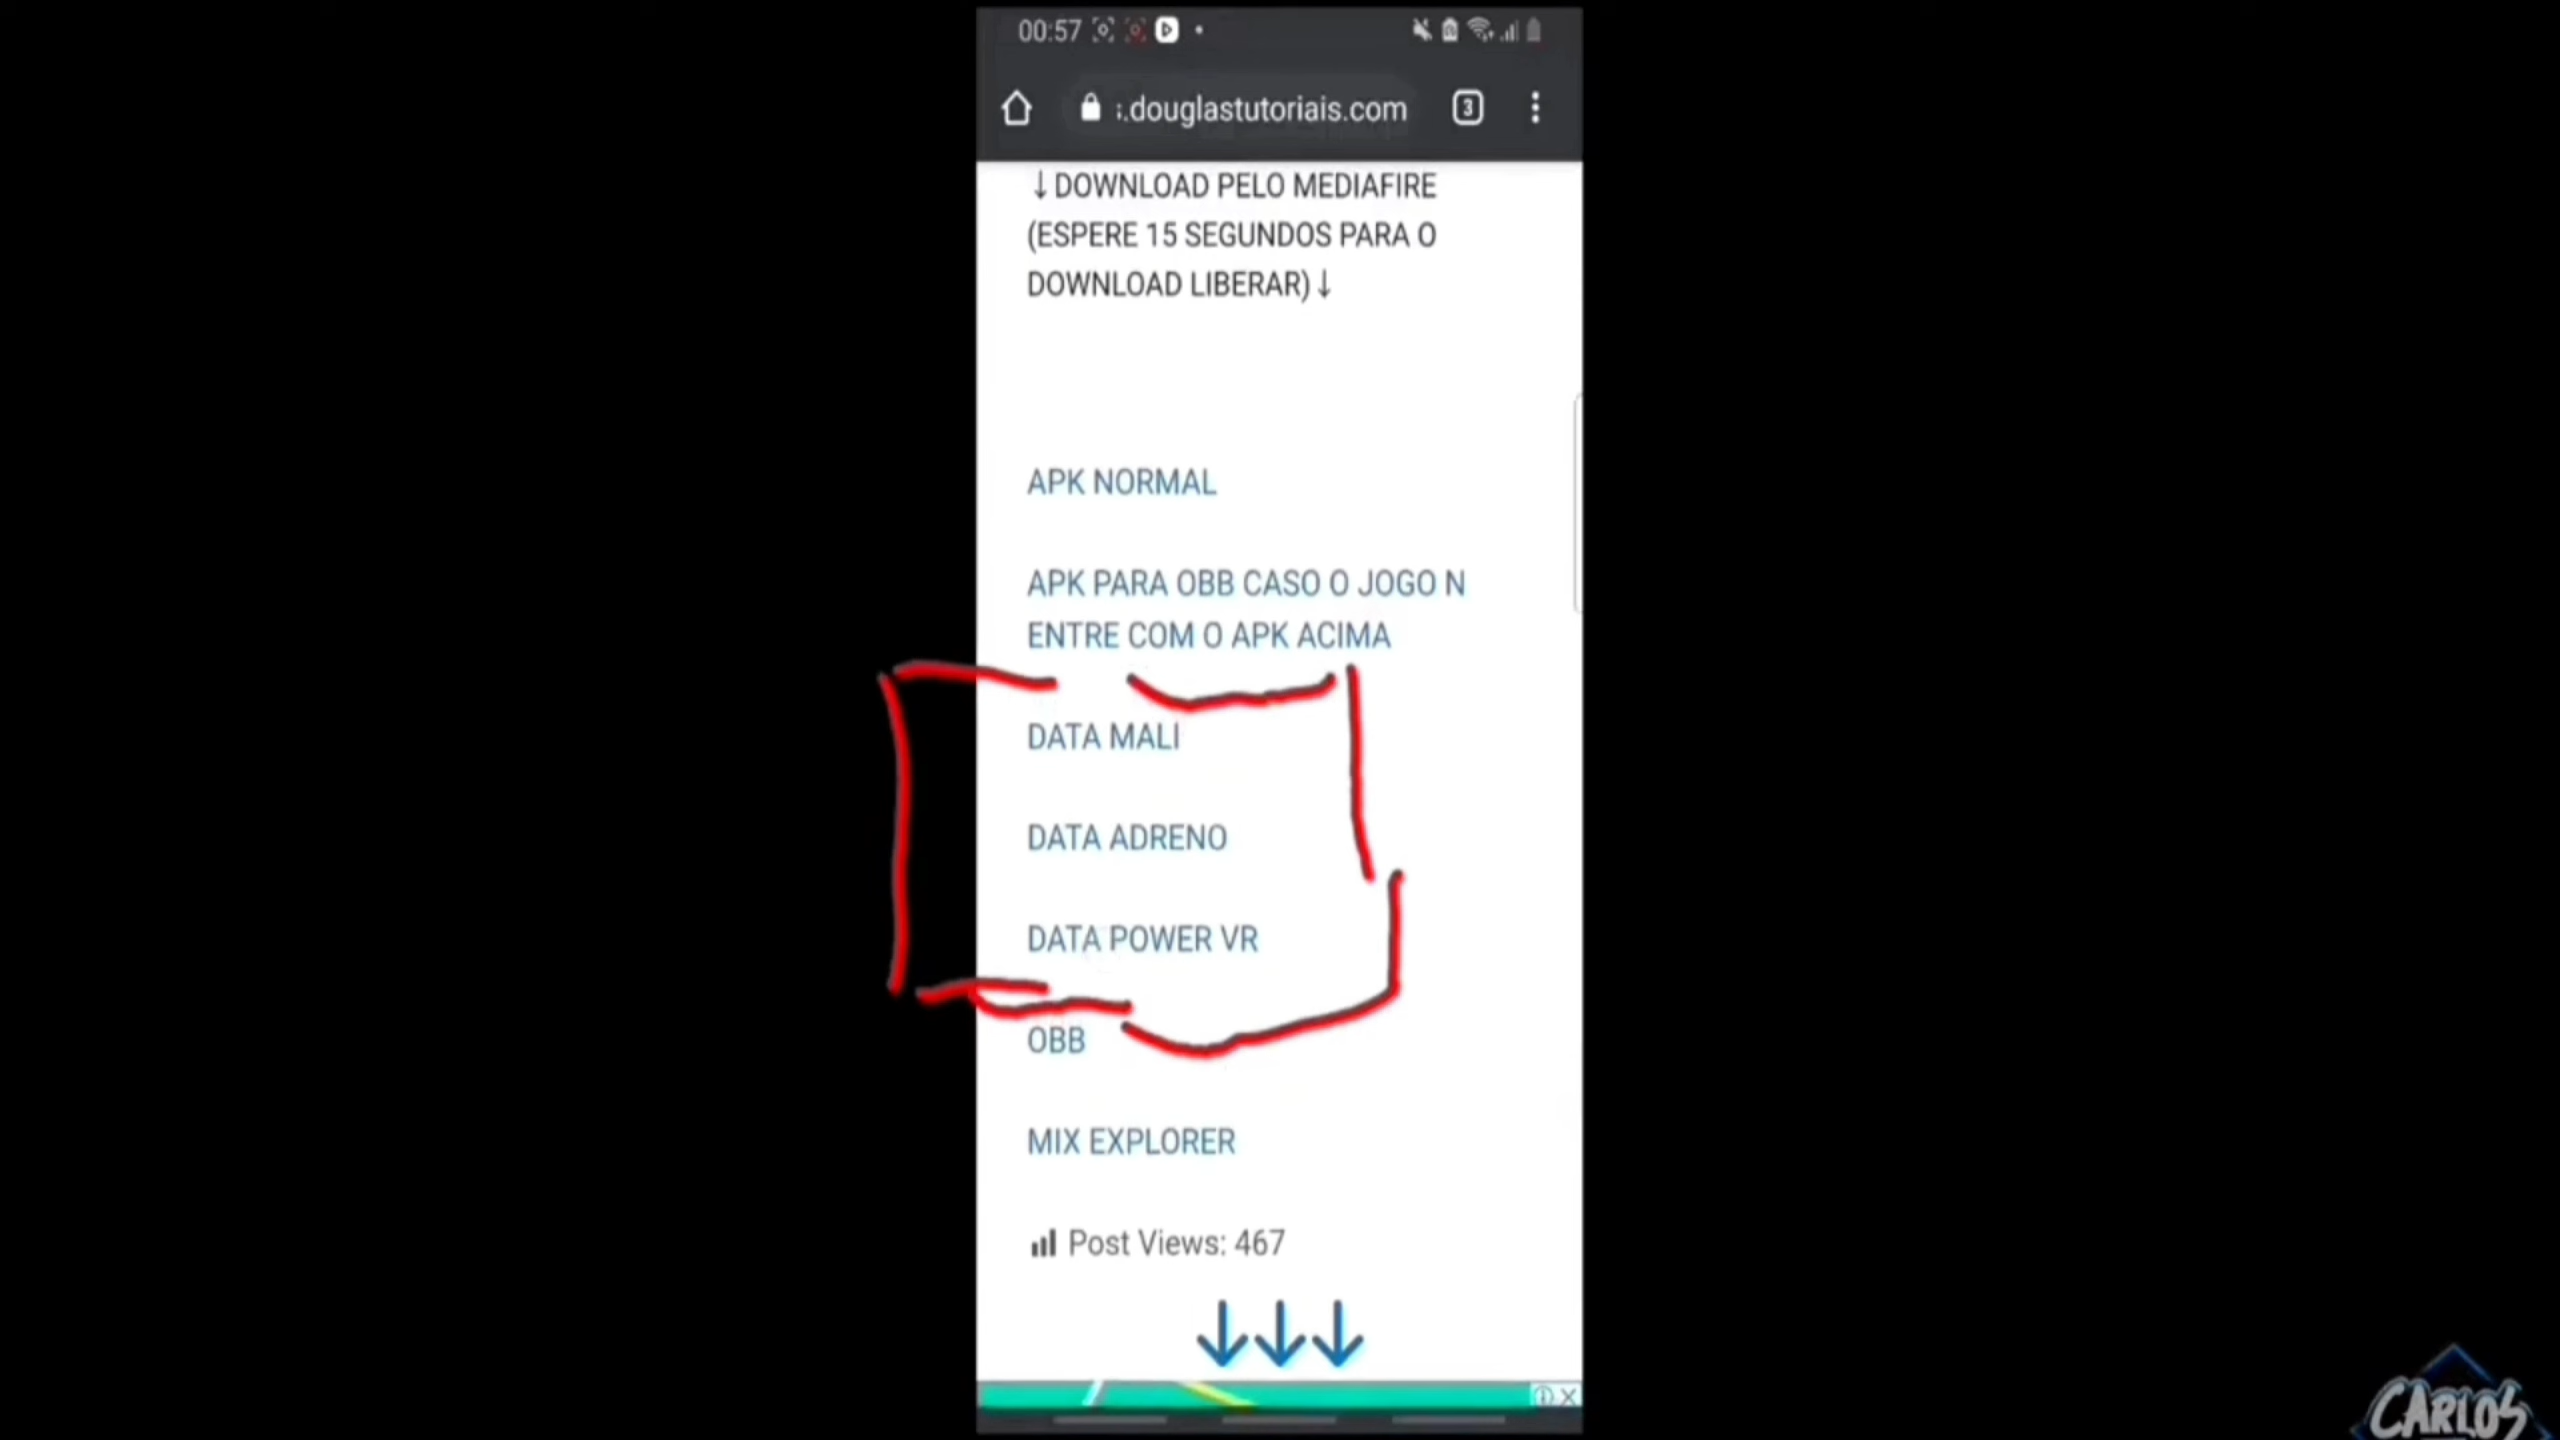 00:57
.douglastutoriais.com
3
↓DOWNLOAD PELO MEDIAFIRE
(ESPERE 15 SEGUNDOS PARA O
DOWNLOAD LIBERAR)↓
APK NORMAL
APK PARA OBB CASO O JOGO N
ENTRE COM O APK ACIMA
DATA MALI
DATA ADRENO
DATA POWER VR
OBB
MIX EXPLORER
Post Views: 467
CARLOS